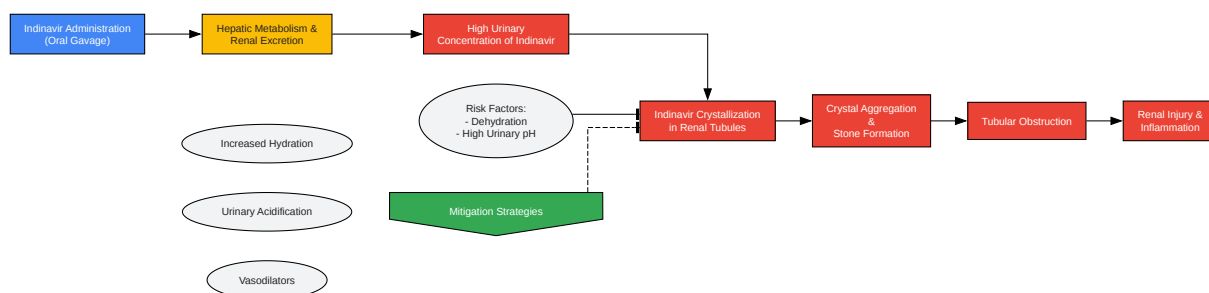 Indinavir Administration
(Oral Gavage)
Hepatic Metabolism &
Renal Excretion
High Urinary
Concentration of Indinavir
Risk Factors:
- Dehydration
- High Urinary pH
Indinavir Crystallization
in Renal Tubules
Crystal Aggregation
&
Stone Formation
Tubular Obstruction
Renal Injury &
Inflammation
Increased Hydration
Urinary Acidification
Mitigation Strategies
Vasodilators